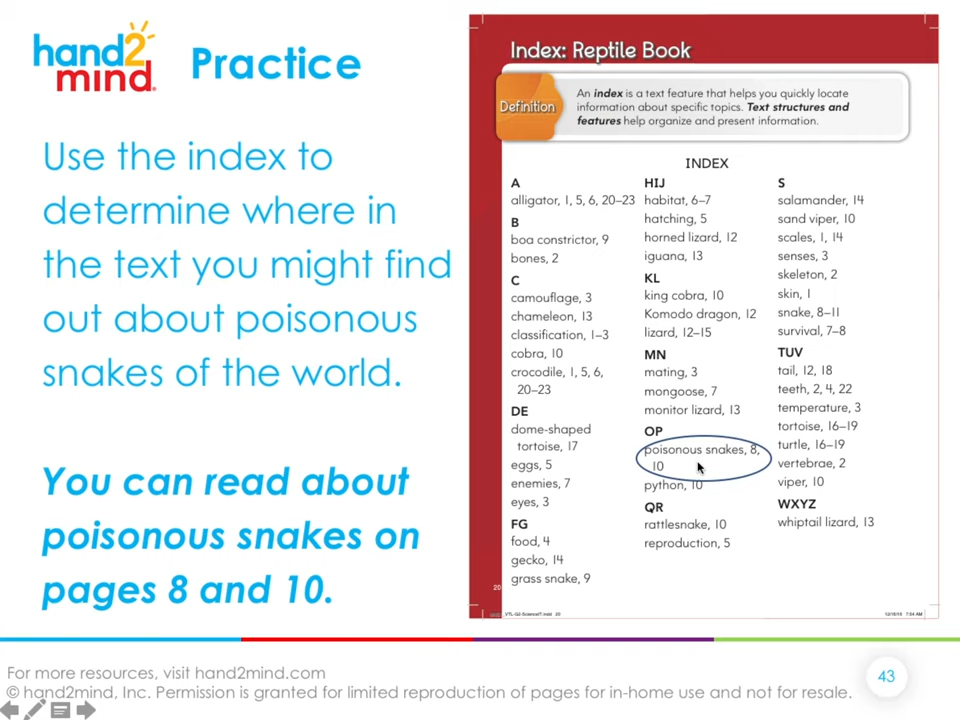 hand2mind
Practice
Use the index to
determine where in
the text you might find
out about poisonous
snakes of the world.
You can read about
poisonous snakes on
pages 8 and 10.
Index: Reptile Book
Definition
An index is a text feature that helps you quickly locate
information about specific topics. Text structures and
features help organize and present information.
INDEX
A
alligator, 1, 5, 6, 20–23
B
boa constrictor, 9
bones, 2
C
camouflage, 3
chameleon, 13
classification, 1–3
cobra, 10
crocodile, 1, 5, 6,
20–23
DE
dome-shaped
tortoise, 17
eggs, 5
enemies, 7
eyes, 3
FG
food, 4
gecko, 14
grass snake, 9
HIJ
habitat, 6–7
hatching, 5
horned lizard, 12
iguana, 13
KL
king cobra, 10
Komodo dragon, 12
lizard, 12–15
MN
mating, 3
mongoose, 7
monitor lizard, 13
OP
poisonous snakes, 8,
10
python, 10
QR
rattlesnake, 10
reproduction, 5
S
salamander, 14
sand viper, 10
scales, 1, 14
senses, 3
skeleton, 2
skin, 1
snake, 8–11
survival, 7–8
TUV
tail, 12, 18
teeth, 2, 4, 22
temperature, 3
tortoise, 16–19
turtle, 16–19
vertebrae, 2
viper, 10
WXYZ
whiptail lizard, 13
20
For more resources, visit hand2mind.com
© hand2mind, Inc. Permission is granted for limited reproduction of pages for in-home use and not for resale.
43